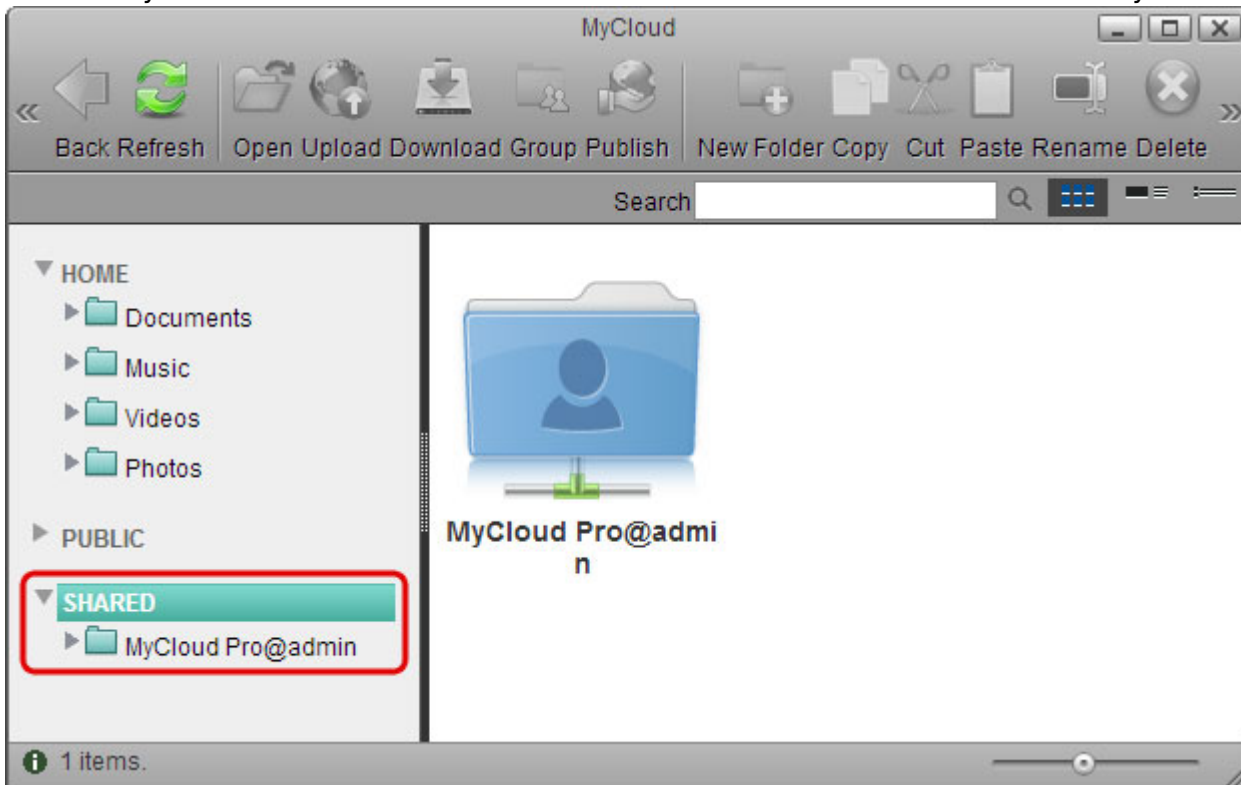 MyCloud
Back Refresh Open Upload Download Group Publish New Folder Copy Cut Paste Rename Delete
Search
HOME
Documents
Music
Videos
Photos
PUBLIC
SHARED
MyCloud Pro@admin
MyCloud Pro@admi
n
1 items.